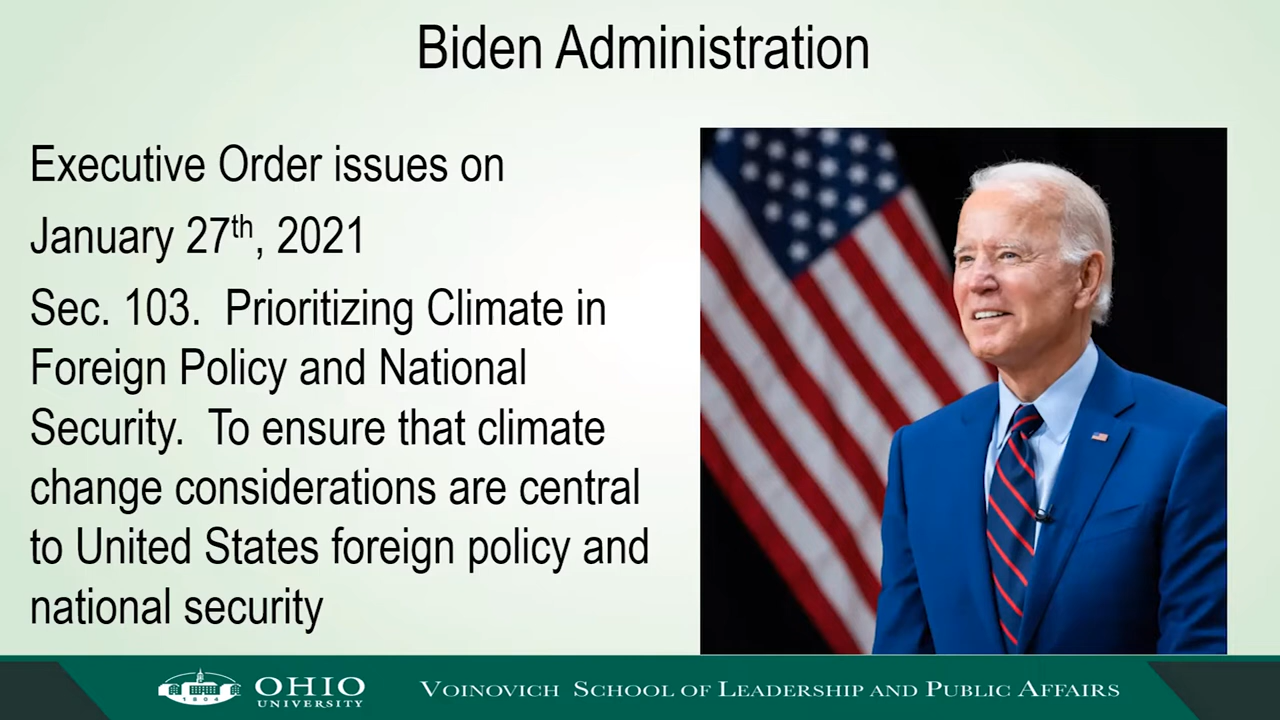 Biden Administration
Executive Order issues on
January 27th, 2021
Sec. 103.  Prioritizing Climate in
Foreign Policy and National
Security.  To ensure that climate
change considerations are central
to United States foreign policy and
national security
1804
OHIO
UNIVERSITY
VOINOVICH SCHOOL OF LEADERSHIP AND PUBLIC AFFAIRS